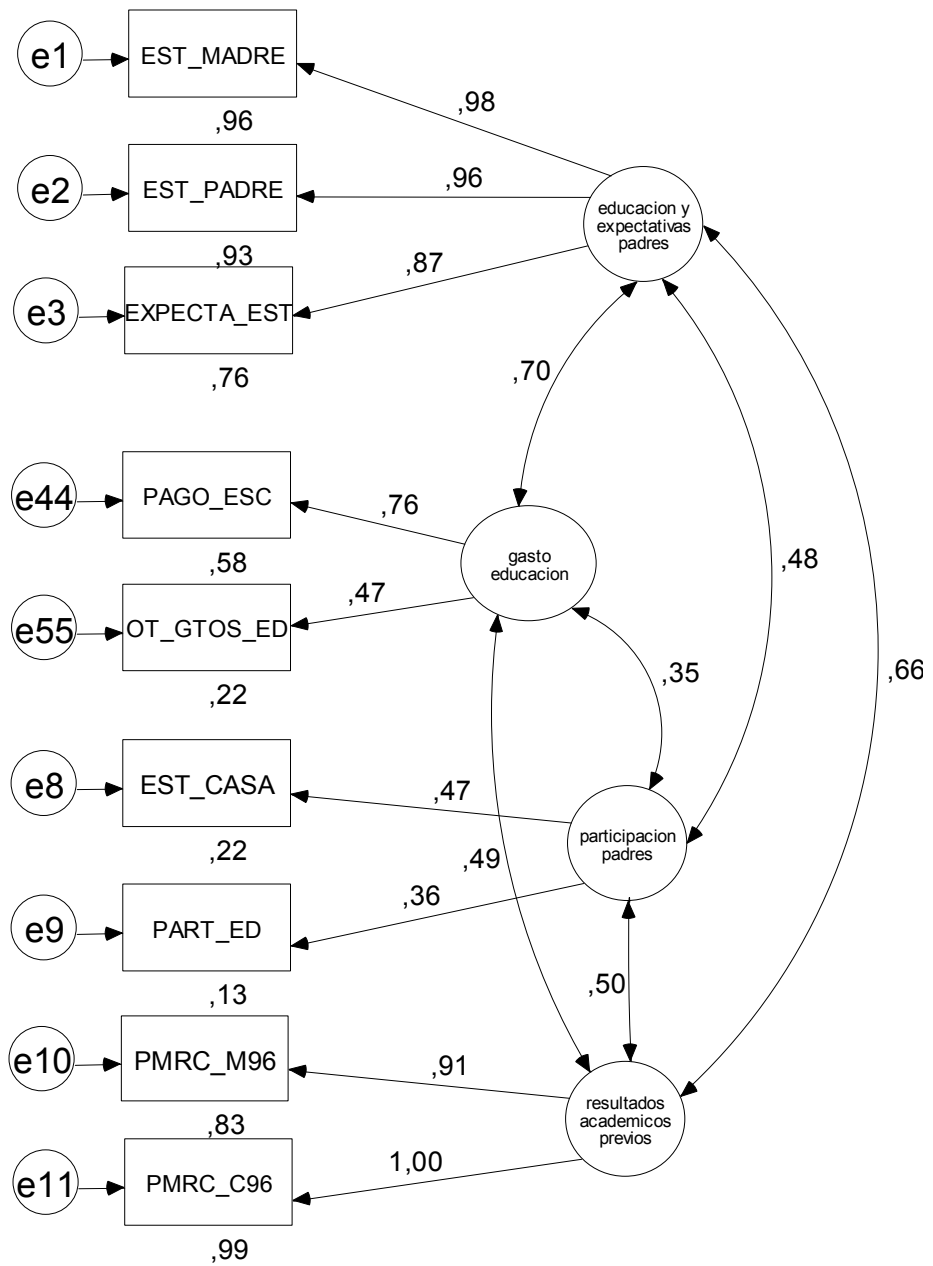 e1
EST_MADRE
,98
,96
e2
EST_PADRE
,96
educacion y
expectativas
padres
,93
,87
e3
EXPECTA_EST
,76
,70
e44
PAGO_ESC
,76
gasto
educacion
,48
,58
,47
e55
OT_GTOS_ED
,35
,66
,22
e8
EST_CASA
,47
participacion
padres
,22
,49
,36
e9
PART_ED
,50
,13
e10
PMRC_M96
,91
resultados
academicos
previos
,83
1,00
e11
PMRC_C96
,99